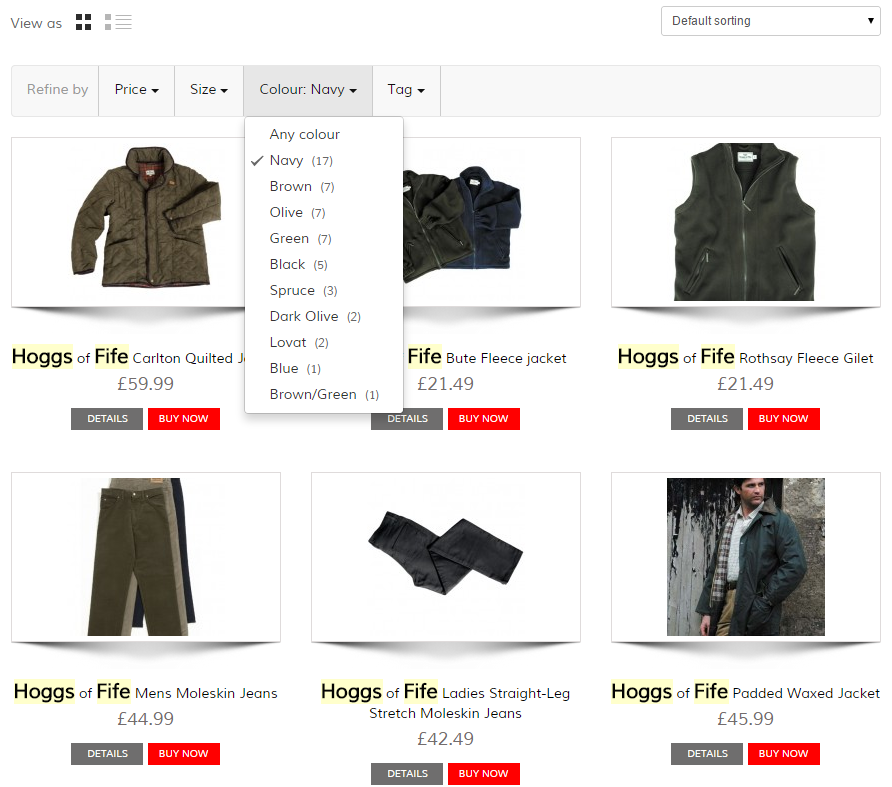 View as
Default sorting
Refine by
Price
Size
Colour: Navy
Tag
Any colour
Navy (17)
Brown (7)
Olive (7)
Green (7)
Black (5)
Spruce (3)
Dark Olive (2)
Lovat (2)
Blue (1)
Brown/Green (1)
Hoggs of Fife Carlton Quilted
£59.99
DETAILS BUY NOW
Fife Bute Fleece jacket
£21.49
DETAILS BUY NOW
Hoggs of Fife Rothsay Fleece Gilet
£21.49
DETAILS BUY NOW
Hoggs of Fife Mens Moleskin Jeans
£44.99
DETAILS BUY NOW
Hoggs of Fife Ladies Straight-Leg
Stretch Moleskin Jeans
£42.49
DETAILS BUY NOW
Hoggs of Fife Padded Waxed Jacket
£45.99
DETAILS BUY NOW